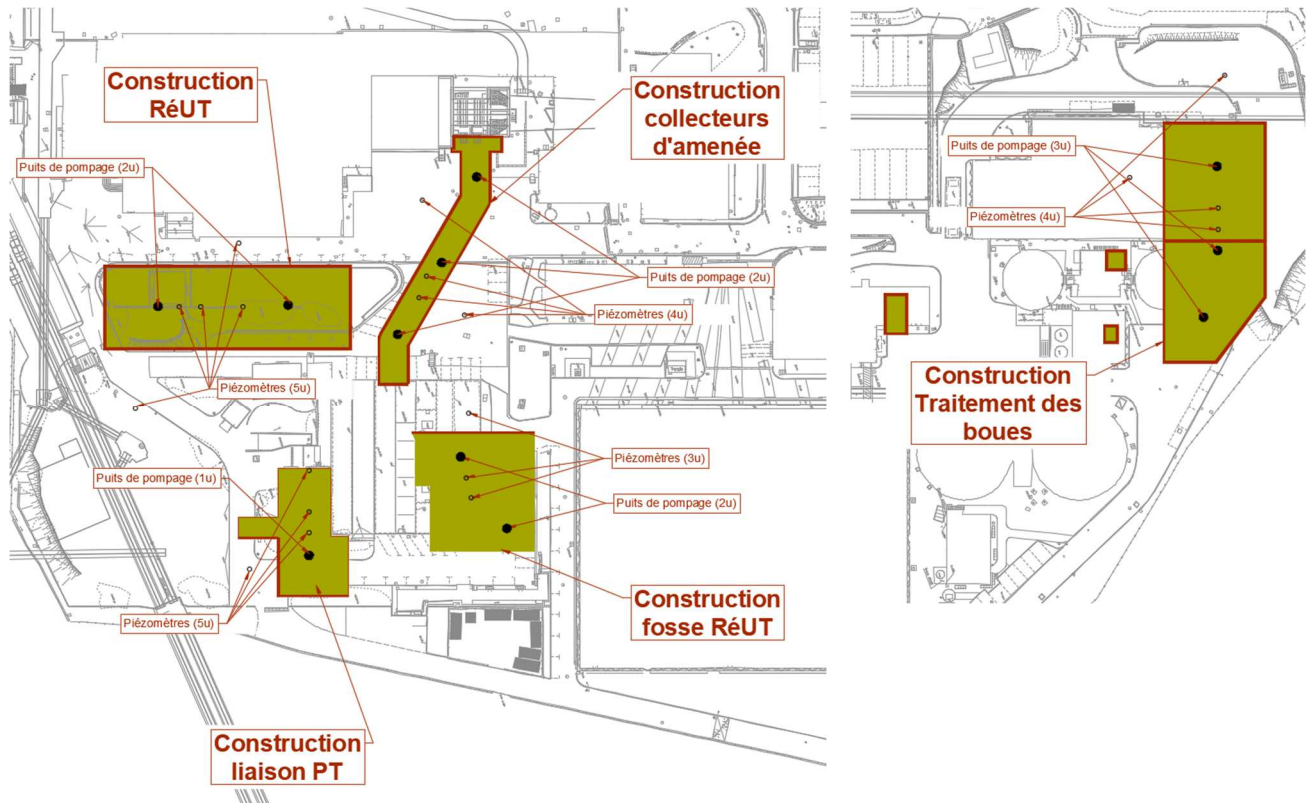 Construction
RéUT
Puits de pompage (2u)
Construction
collecteurs
d'amenée
Puits de pompage (2u)
Piézomètres (4u)
Piézomètres (5u)
Piézomètres (3u)
Puits de pompage (1u)
Puits de pompage (2u)
Piézomètres (5u)
Construction
fosse RéUT
Construction
liaison PT
Puits de pompage (3u)
Piézomètres (4u)
Construction
Traitement des
boues